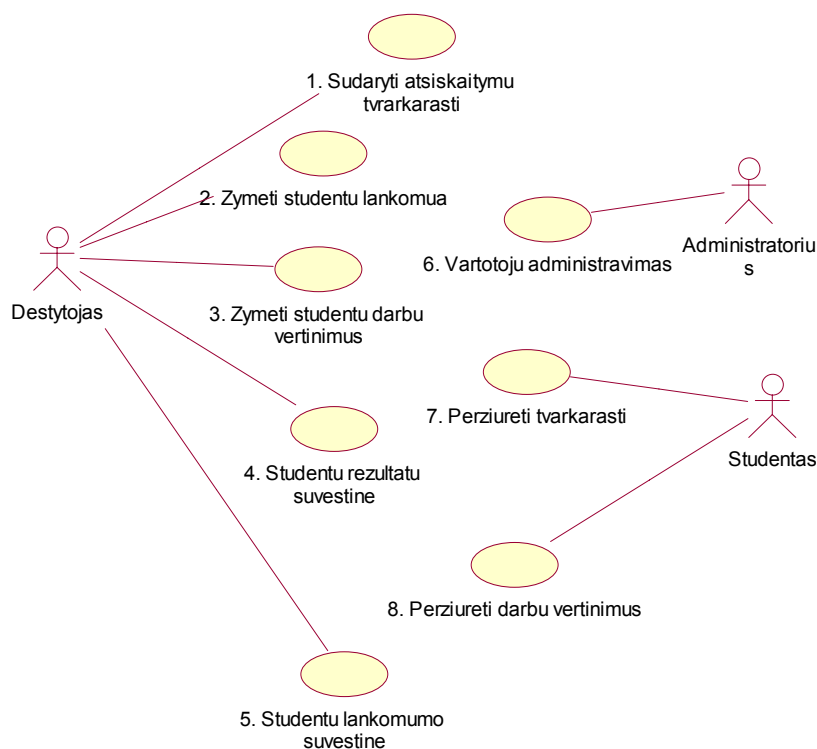 1. Sudaryti atsiskaitymu
tvrarkarasti
2. Zymeti studentu lankomua
Destytojas
3. Zymeti studentu darbu
vertinimus
4. Studentu rezultatu
suvestine
5. Studentu lankomumo
suvestine
6. Vartotoju administravimas
Administratoriu
s
7. Perziureti tvarkarasti
Studentas
8. Perziureti darbu vertinimus